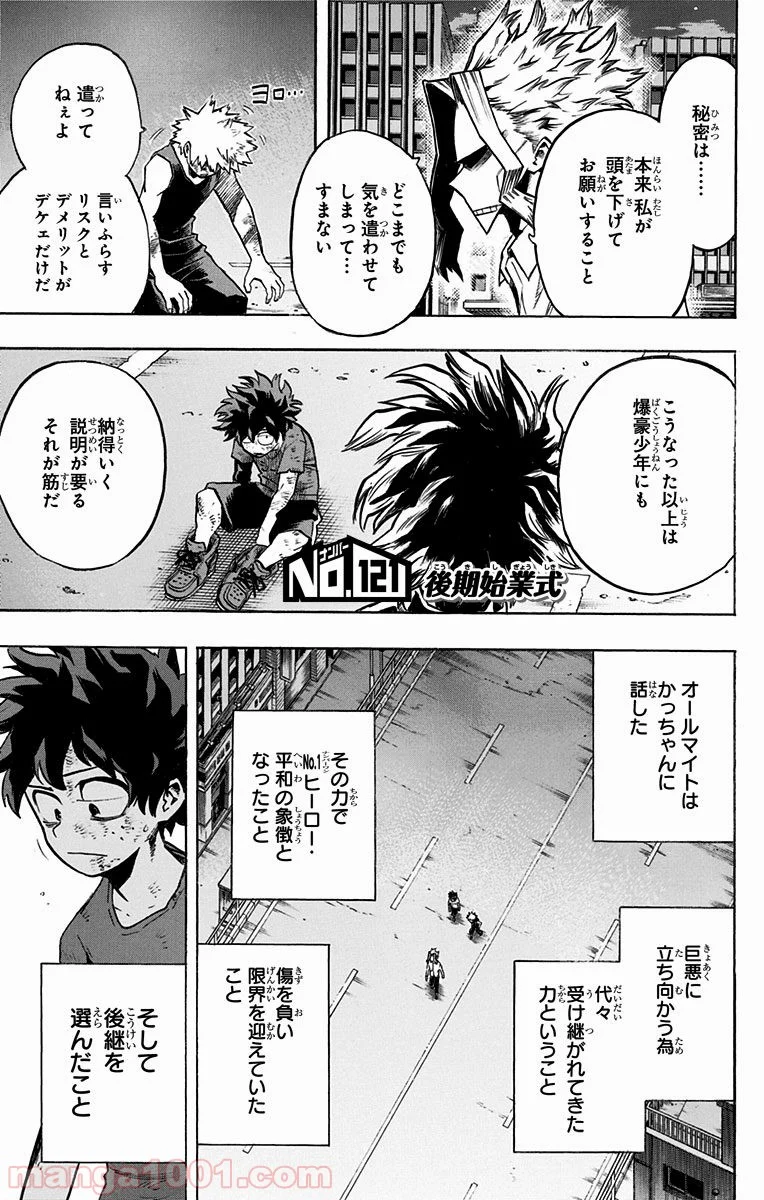 秘密は……
本来 私が
頭を下げて
お願いすること
どこまでも
気を遣わせて
しまって…
すまない
ヨロ…
遣って
ねぇよ
言いふらす
リスクと
デメリットが
デケェだけだ
こうなった以上は
爆豪少年にも
納得いく
説明が要る
それが筋だ
No.121 後期始業式
オールマイトは
かっちゃんに
話した
巨悪に
立ち向かう為
代々
受け継がれてきた
力ということ
その力で
No.1ヒーロー・
平和の象徴と
なったこと
傷を負い
限界を迎えていた
こと
そして
後継を
選んだこと
manga1001.com